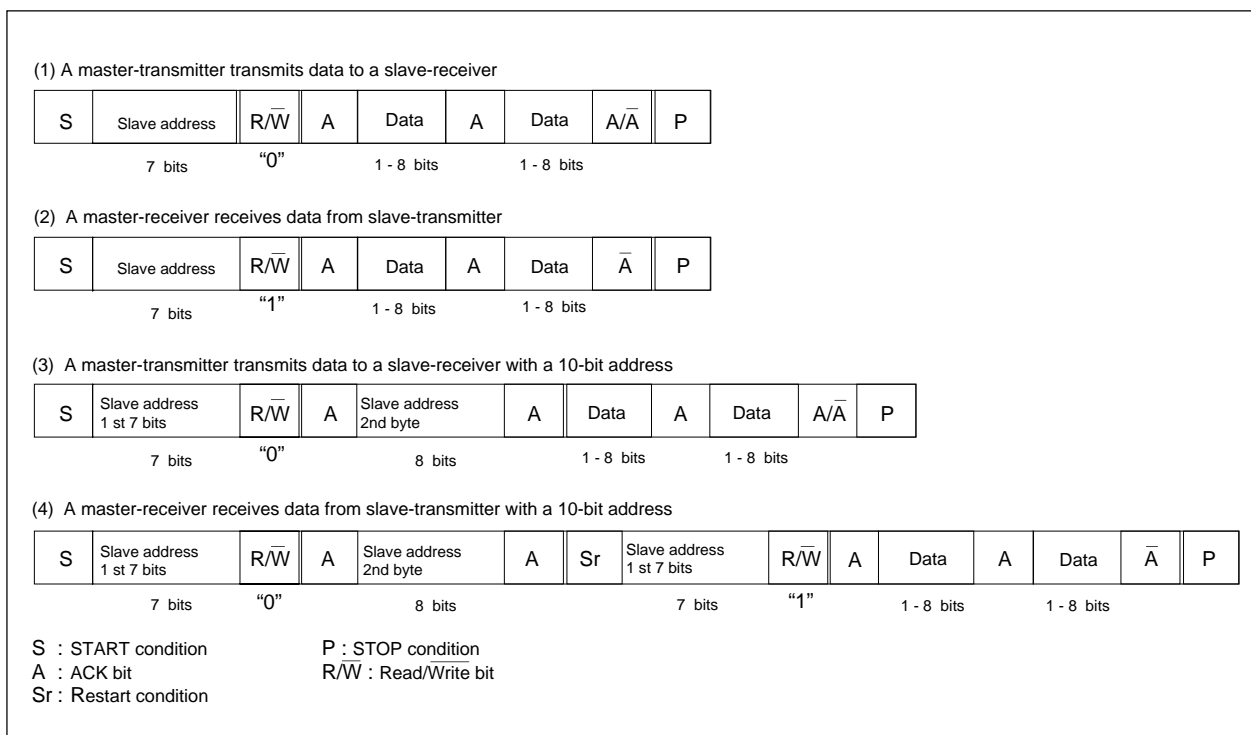 (1) A master-transmitter transmits data to a slave-receiver
S Slave address R/W̅ A Data A Data A/A̅ P
7 bits “0” 1 - 8 bits 1 - 8 bits
(2) A master-receiver receives data from slave-transmitter
S Slave address R/W̅ A Data A Data A̅ P
7 bits “1” 1 - 8 bits 1 - 8 bits
(3) A master-transmitter transmits data to a slave-receiver with a 10-bit address
S Slave address 1 st 7 bits R/W̅ A Slave address 2nd byte A Data A Data A/A̅ P
7 bits “0” 8 bits 1 - 8 bits 1 - 8 bits
(4) A master-receiver receives data from slave-transmitter with a 10-bit address
S Slave address 1 st 7 bits R/W̅ A Slave address 2nd byte A Sr Slave address 1 st 7 bits R/W̅ A Data A Data A̅ P
7 bits “0” 8 bits 7 bits “1” 1 - 8 bits 1 - 8 bits
S : START condition P : STOP condition
A : ACK bit R/W̅ : Read/W̅r̅i̅t̅e̅ bit
Sr : Restart condition